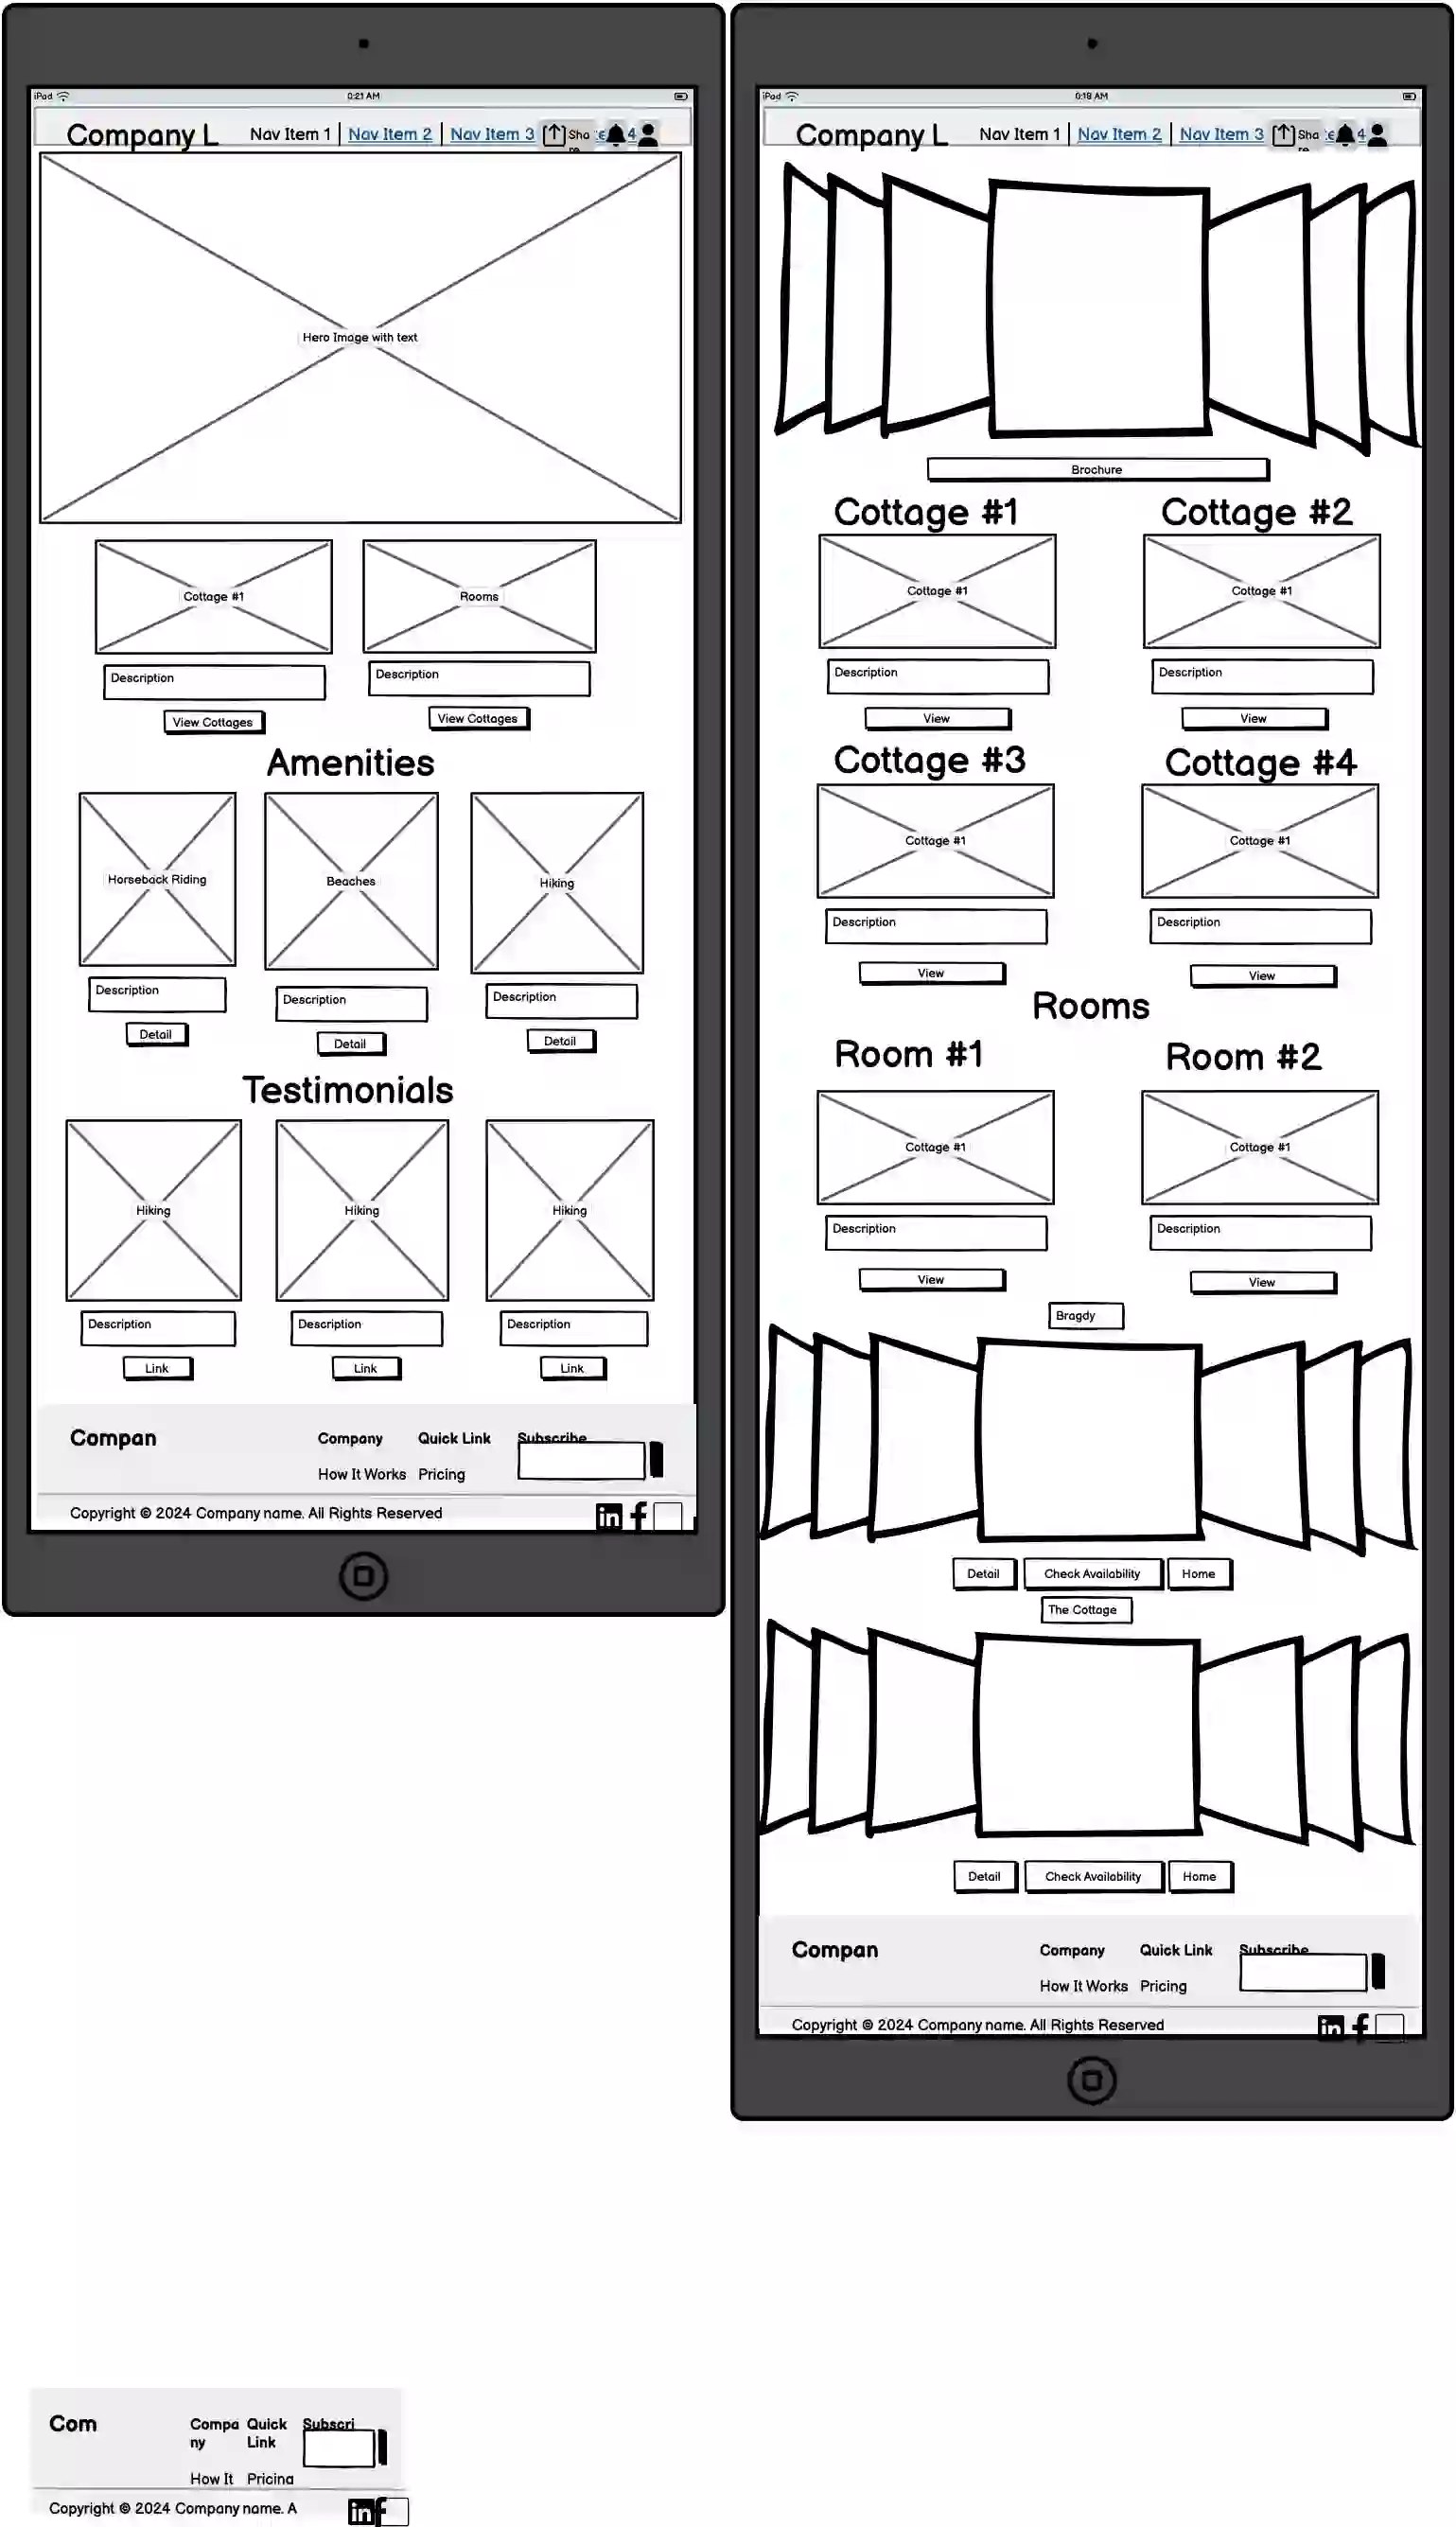 iPad
0:21 AM
Company L
Nav Item 1
Nav Item 2
Nav Item 3
Sha
re
4
Hero Image with text
Cottage #1
Rooms
Description
Description
View Cottages
View Cottages
Amenities
Horseback Riding
Beaches
Hiking
Description
Description
Description
Detail
Detail
Detail
Testimonials
Hiking
Hiking
Hiking
Description
Description
Description
Link
Link
Link
Compan
Company
Quick Link
Subscribe
How It Works
Pricing
Copyright © 2024 Company name. All Rights Reserved
in f
iPad
0:18 AM
Company L
Nav Item 1
Nav Item 2
Nav Item 3
Sha
re
4
Brochure
Cottage #1
Cottage #2
Cottage #1
Cottage #1
Description
Description
View
View
Cottage #3
Cottage #4
Cottage #1
Cottage #1
Description
Description
View
View
Rooms
Room #1
Room #2
Cottage #1
Cottage #1
Description
Description
View
View
Bragdy
Detail
Check Availability
Home
The Cottage
Detail
Check Availability
Home
Compan
Company
Quick Link
Subscribe
How It Works
Pricing
Copyright © 2024 Company name. All Rights Reserved
in f
Com
Compa
ny
Quick
Link
Subscri
How It
Pricing
Copyright © 2024 Company name. A
in f